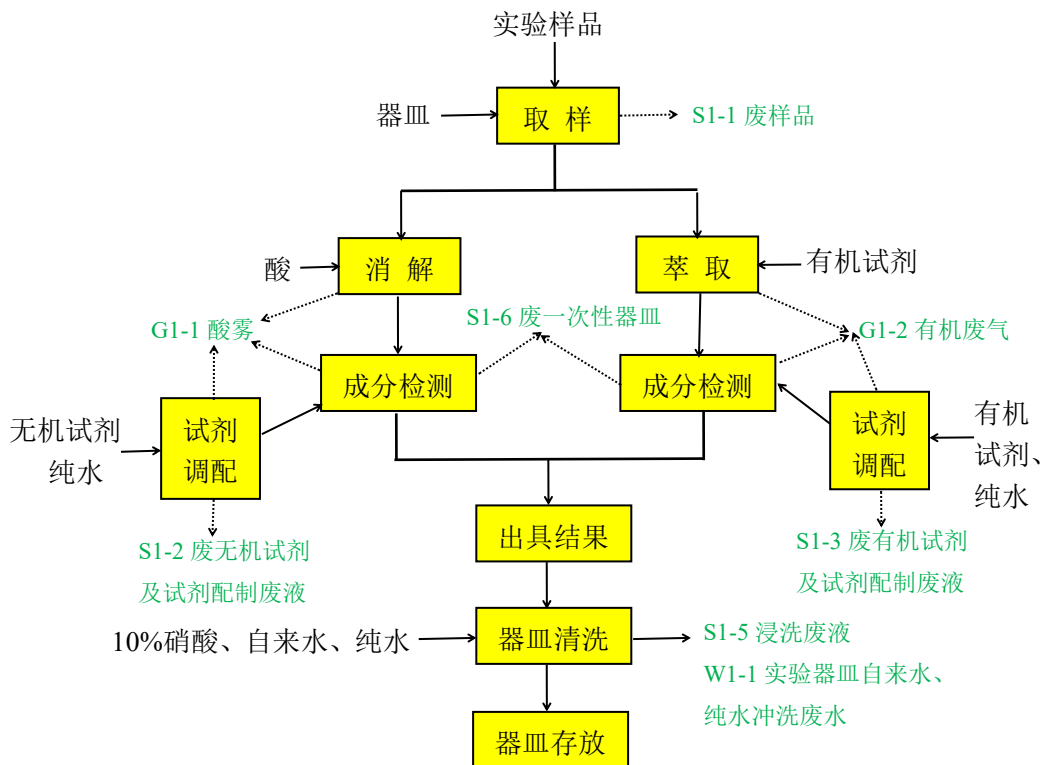 实验样品
器皿
取 样
S1-1 废样品
酸
消 解
萃 取
有机试剂
G1-1 酸雾
S1-6 废一次性器皿
G1-2 有机废气
成分检测
成分检测
无机试剂
纯水
试剂
调配
试剂
调配
有机
试剂、
纯水
S1-2 废无机试剂
及试剂配制废液
出具结果
S1-3 废有机试剂
及试剂配制废液
10%硝酸、自来水、纯水
器皿清洗
S1-5 浸洗废液
W1-1 实验器皿自来水、
纯水冲洗废水
器皿存放